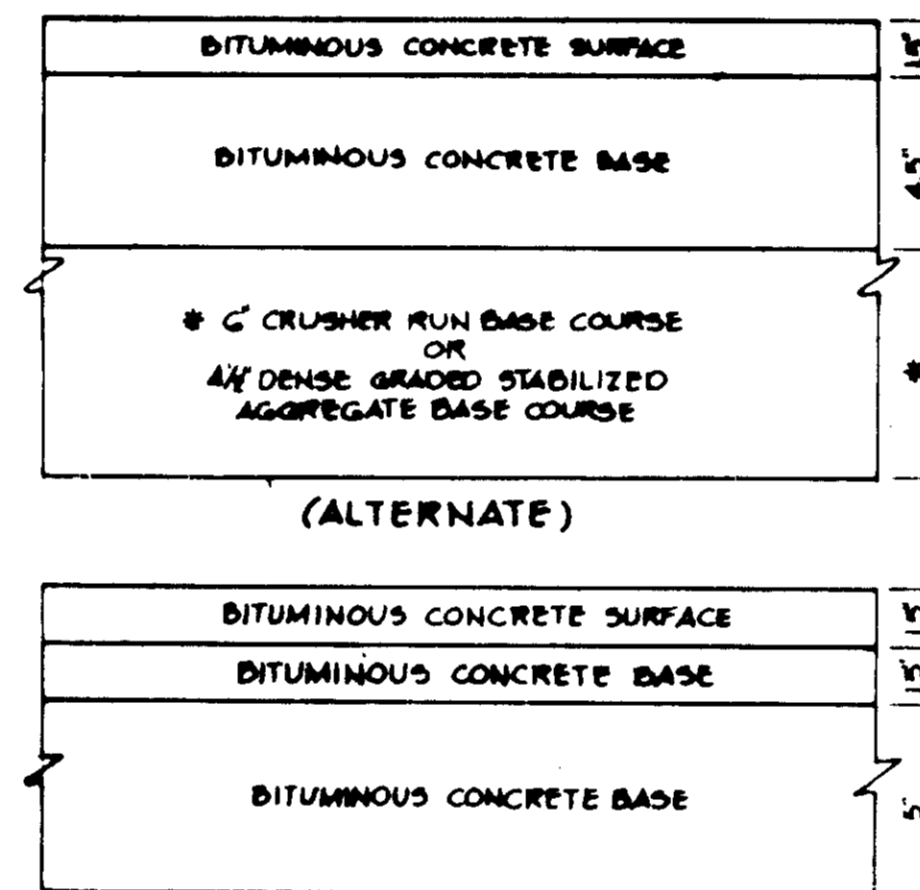 BITUMINOUS CONCRETE SURFACE
BITUMINOUS CONCRETE BASE
* 6" CRUSHER RUN BASE COURSE
OR
DENSE GRADED STABILIZED
AGGREGATE BASE COURSE
*
(ALTERNATE)
BITUMINOUS CONCRETE SURFACE
BITUMINOUS CONCRETE BASE
BITUMINOUS CONCRETE BASE